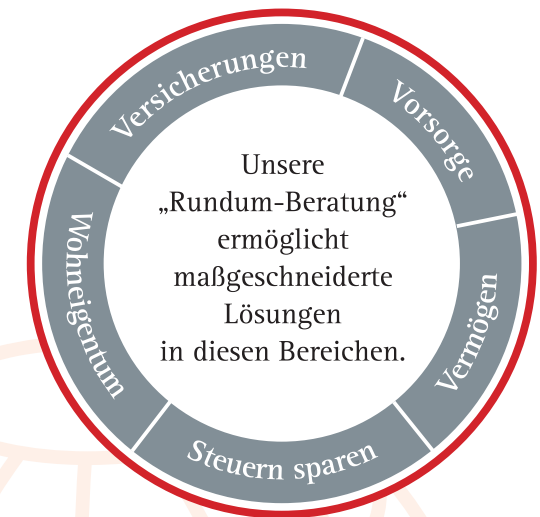 Versicherungen
Vorsorge
Vermögen
Steuern sparen
Wohneigentum
Unsere
„Rundum-Beratung“
ermöglicht
maßgeschneiderte
Lösungen
in diesen Bereichen.